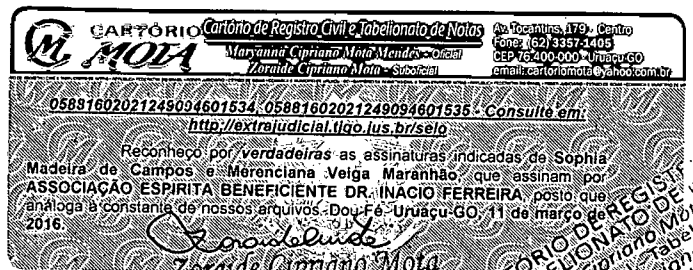 CARTÓRIO
MOTA
Cartório de Registro Civil e Tabelionato de Notas
Maryanna Cipriano Mota Mendes - Oficial
Zoraide Cipriano Mota - Suboficial
Av. Tocantins, 179 - Centro
Fone: (62) 3357-1405
CEP 76.400-000 - Uruaçu-GO
email: cartoriomota@yahoo.com.br
05881602021249094601534, 05881602021249094601535 - Consulte em:
http://extrajudicial.tjgo.jus.br/selo
Reconheço por verdadeiras as assinaturas indicadas de Sophia
Madeira de Campos e Merenciana Veiga Maranhão, que assinam por
ASSOCIAÇÃO ESPIRITA BENEFICIENTE DR. INÁCIO FERREIRA, posto que
análoga à constante de nossos arquivos. Dou Fé. Uruaçu-GO, 11 de março de
2016.
Zoraide Cipriano Mota